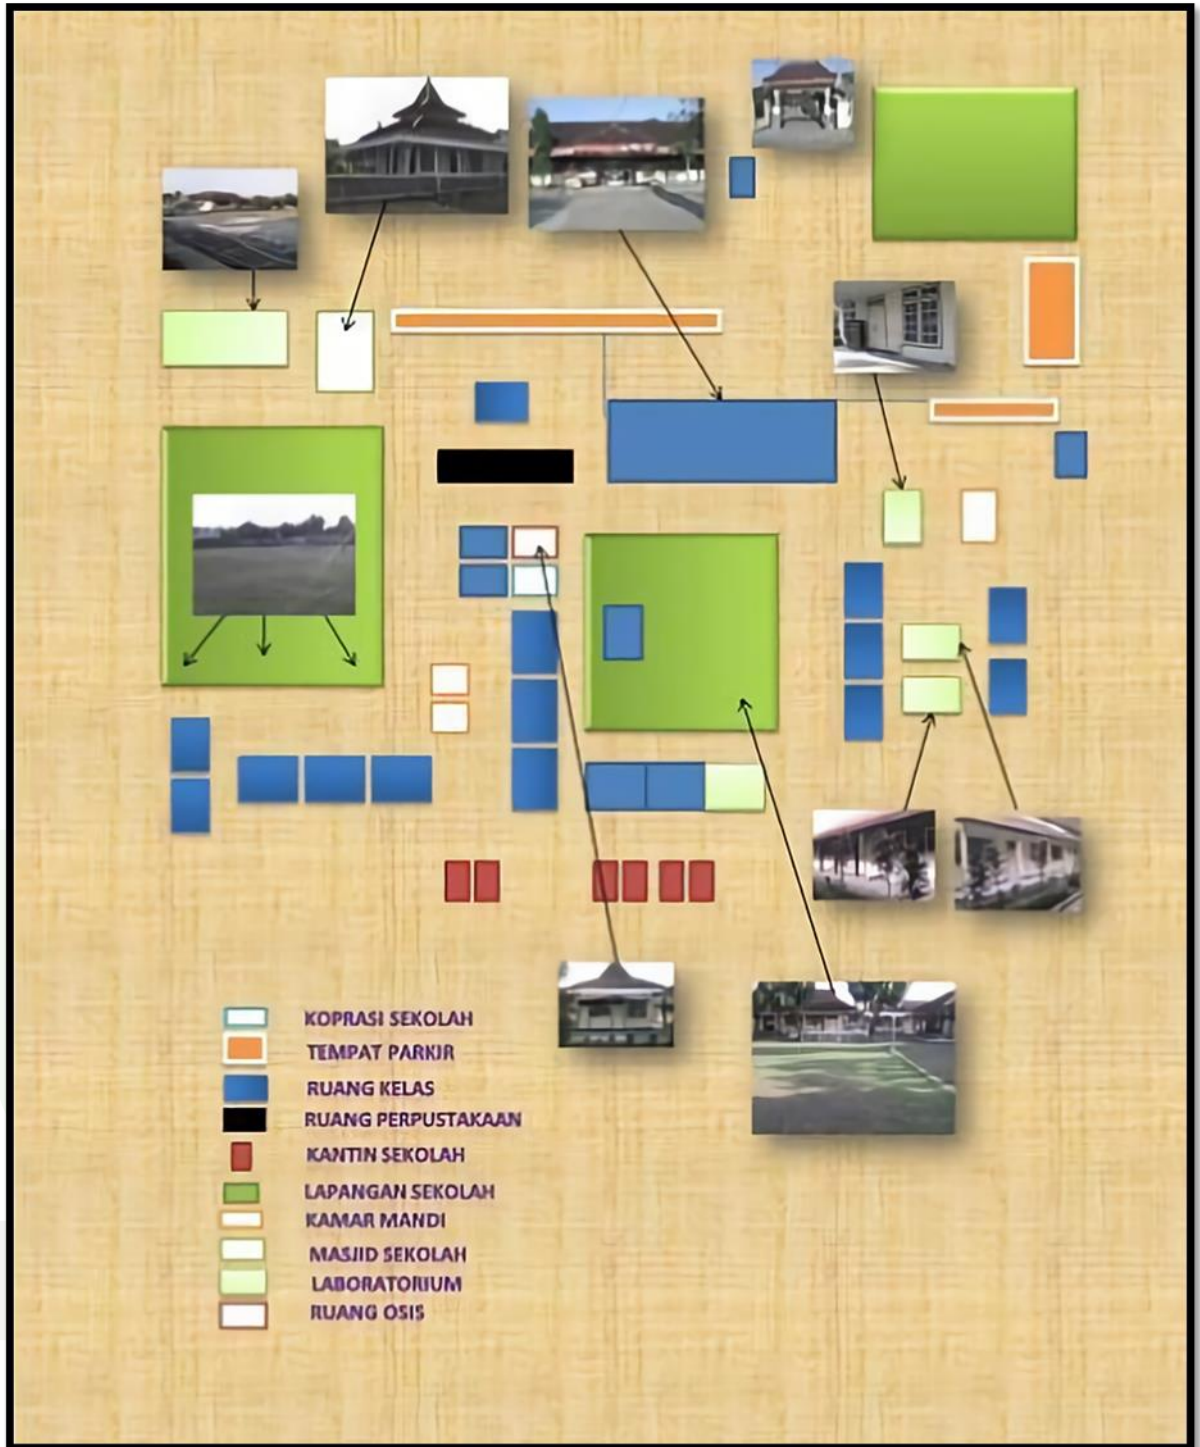 KOPRASI SEKOLAH
TEMPAT PARKIR
RUANG KELAS
RUANG PERPUSTAKAAN
KANTIN SEKOLAH
LAPANGAN SEKOLAH
KAMAR MANDI
MASJID SEKOLAH
LABORATORIUM
RUANG OSIS